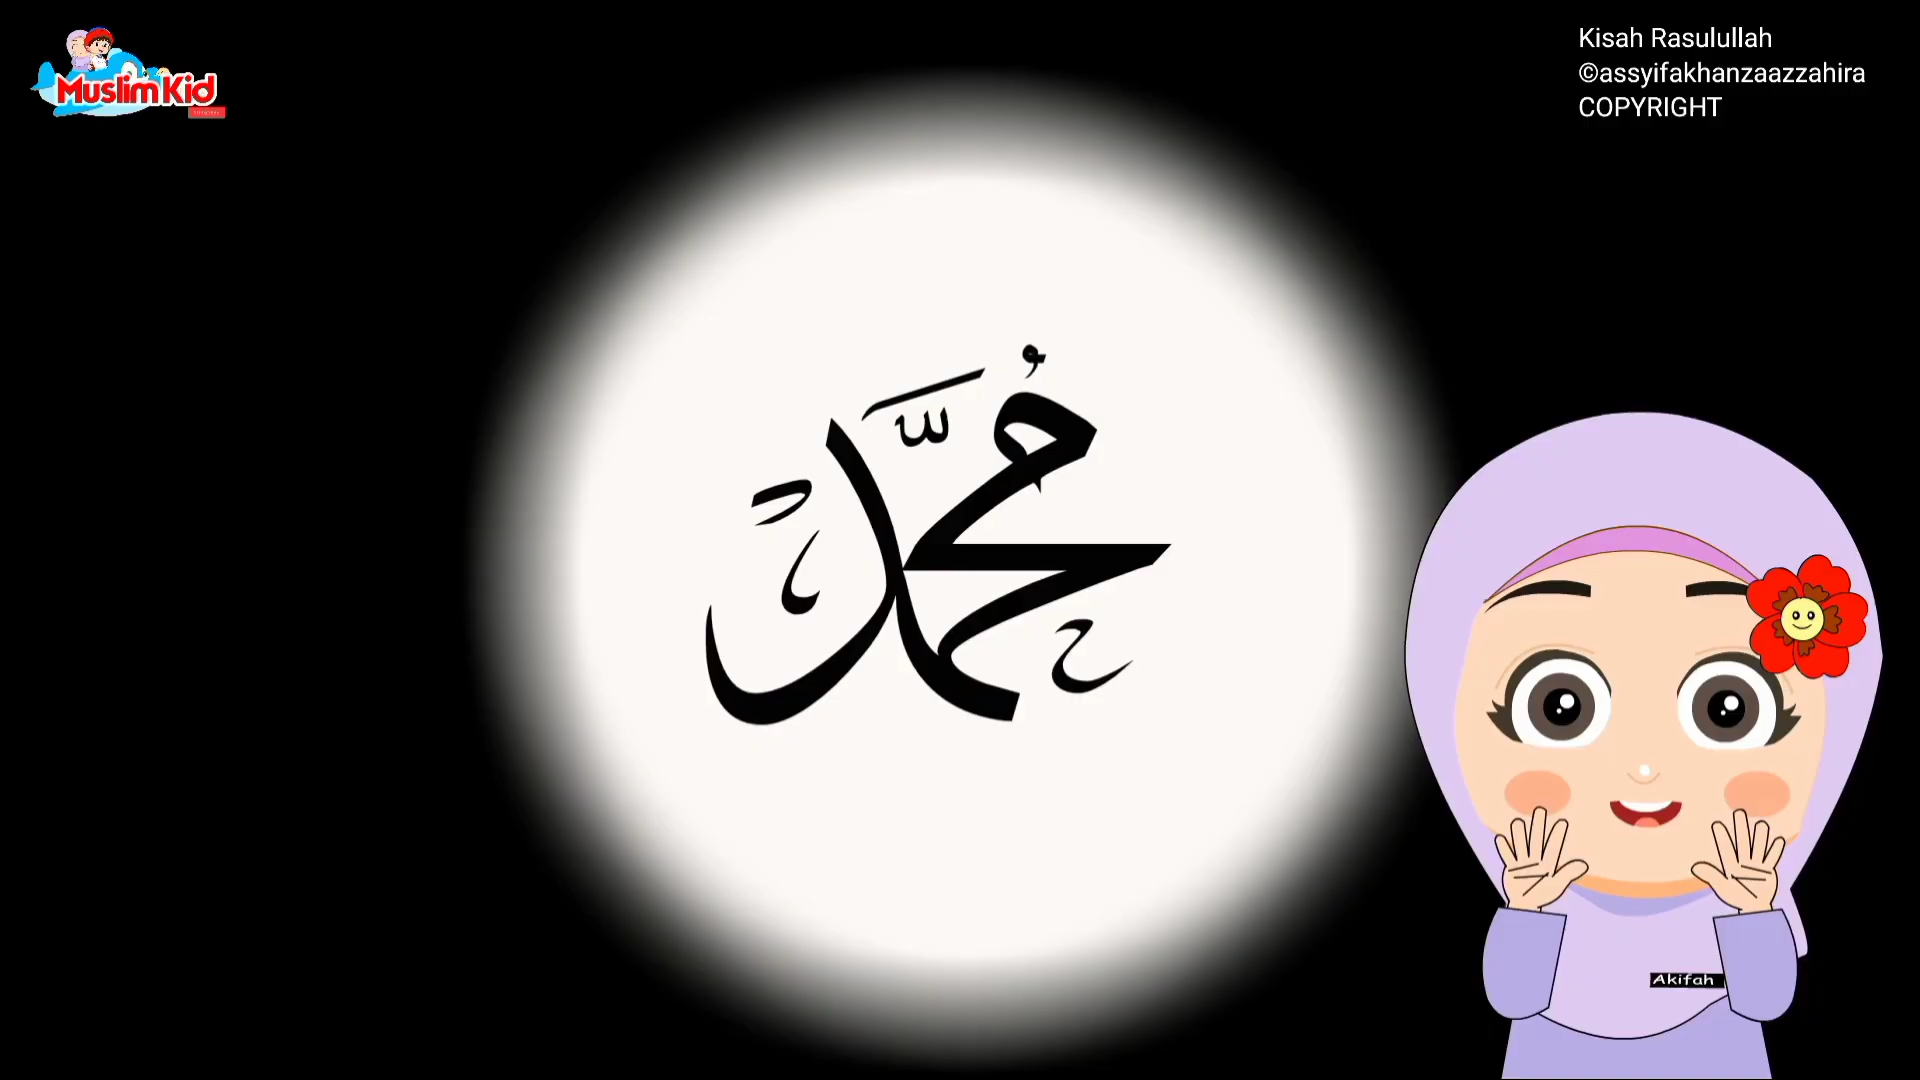 Muslim Kid
Kisah Rasulullah
©assyifakhanzaazzahira
COPYRIGHT
مُحَمَّد
Akifah